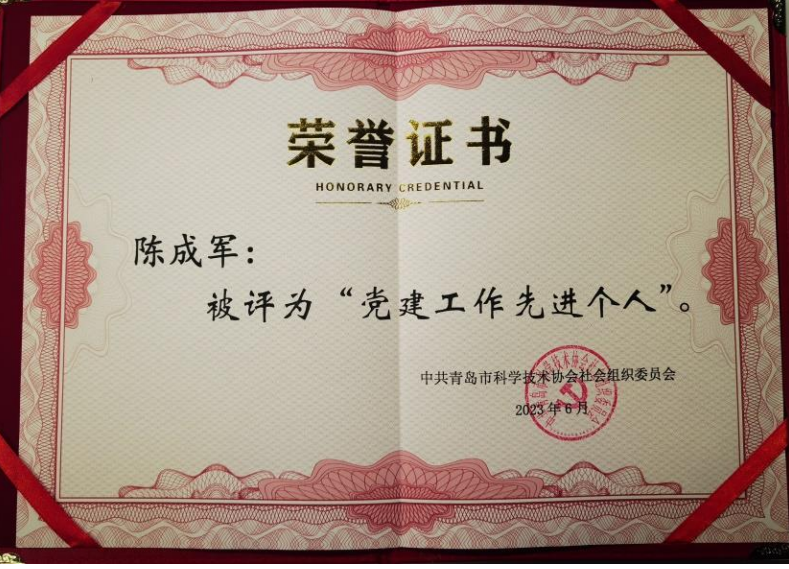 荣誉证书
HONORARY CREDENTIAL
陈成军：
被评为“党建工作先进个人”。
中共青岛市科学技术协会社会组织委员会
2023年6月